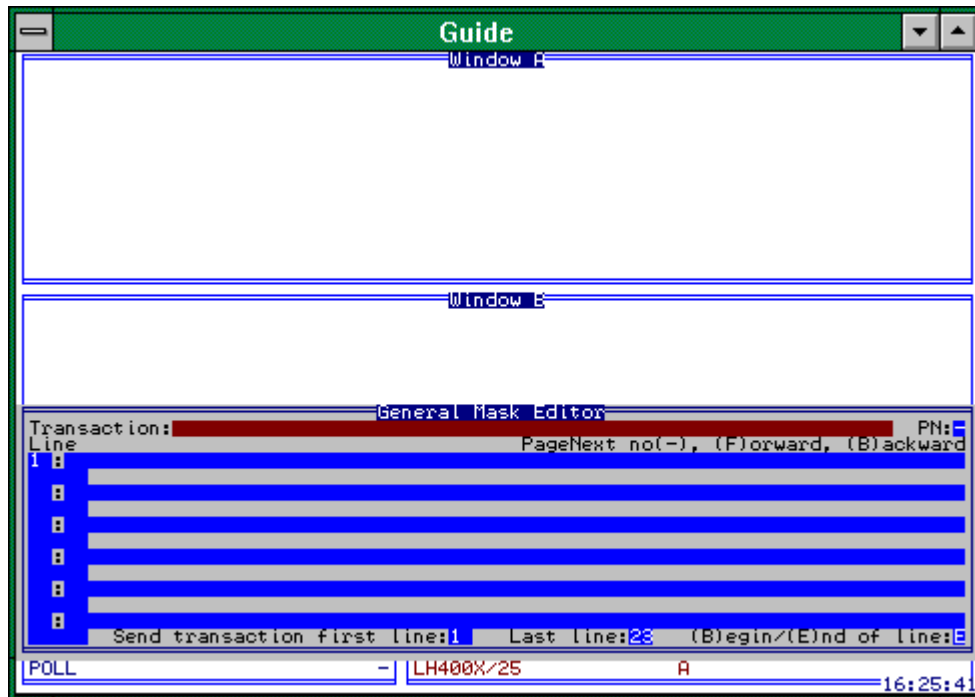 Guide
Window A
Window B
General Mask Editor
Transaction: PN:-
Line PageNext no(-), (F)orward, (B)ackward
1 :
:
:
:
:
:
Send transaction first line:1 Last line:23 (B)egin/(E)nd of line:E
POLL - LH400X/25 A
16:25:41